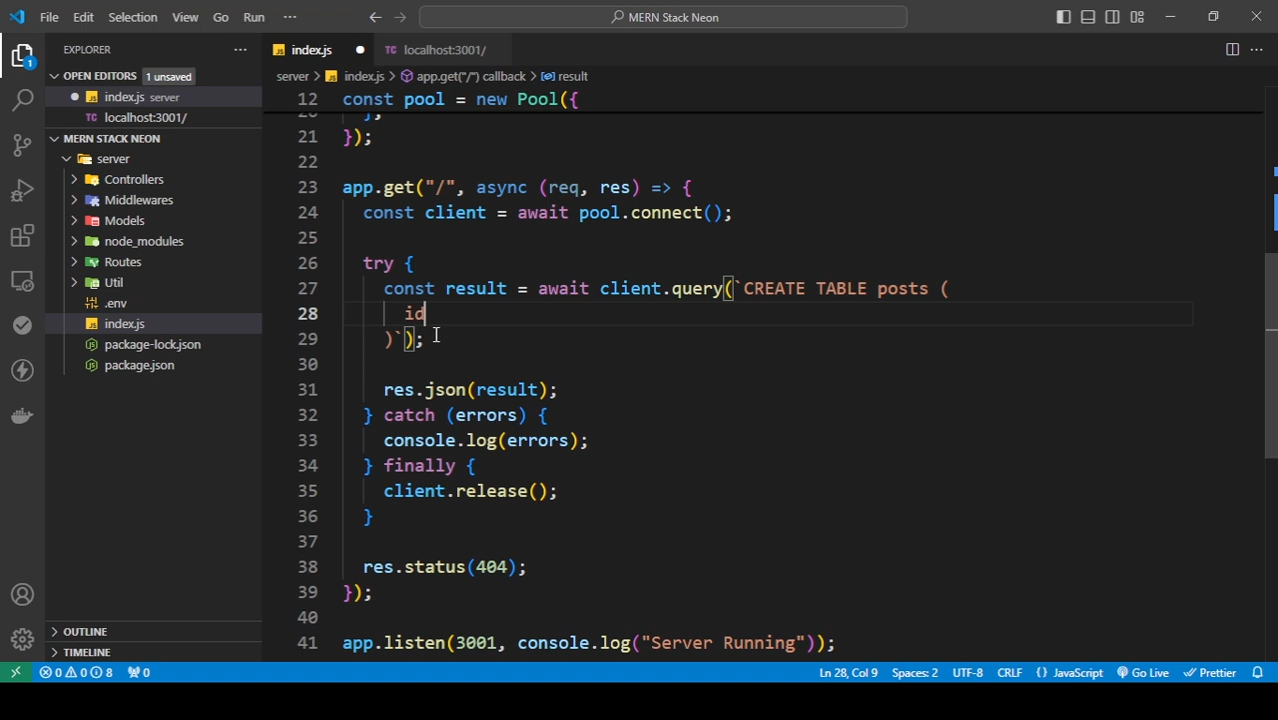 File Edit Selection View Go Run ··· MERN Stack Neon
EXPLORER ···
index.js ● localhost:3001/
OPEN EDITORS 1 unsaved
server > index.js > app.get("/") callback > result
● index.js server
localhost:3001/
MERN STACK NEON
server
Controllers
Middlewares
Models
node_modules
Routes
Util
.env
index.js
package-lock.json
package.json
OUTLINE
TIMELINE
1
12 const pool = new Pool({
21 });
22
23 app.get("/", async (req, res) => {
24 const client = await pool.connect();
25
26 try {
27 const result = await client.query(`CREATE TABLE posts (
28 id
29 )`);
30
31 res.json(result);
32 } catch (errors) {
33 console.log(errors);
34 } finally {
35 client.release();
36 }
37
38 res.status(404);
39 });
40
41 app.listen(3001, console.log("Server Running"));
0 0 8 0 Ln 28, Col 9 Spaces: 2 UTF-8 CRLF {} JavaScript Go Live Prettier